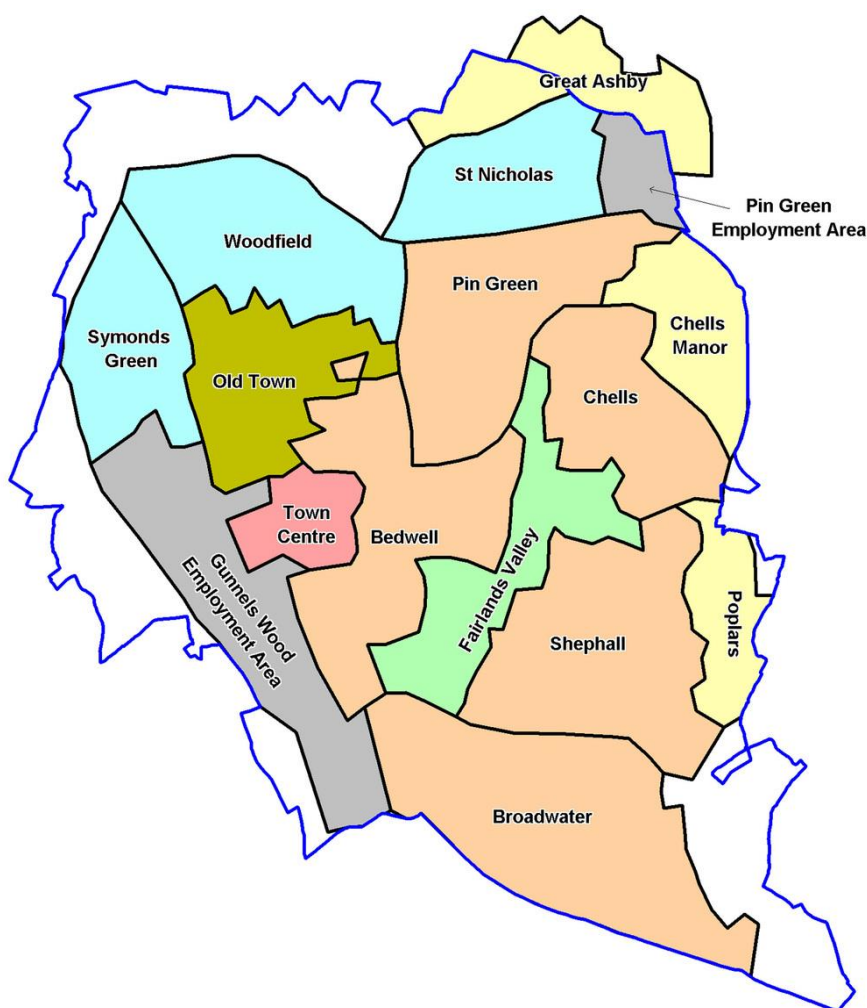 Great Ashby
St Nicholas
Pin Green
Employment Area
Woodfield
Pin Green
Symonds
Green
Chells
Manor
Old Town
Chells
Town
Centre
Bedwell
Gunnels Wood
Employment Area
Fairlands Valley
Poplars
Shephall
Broadwater